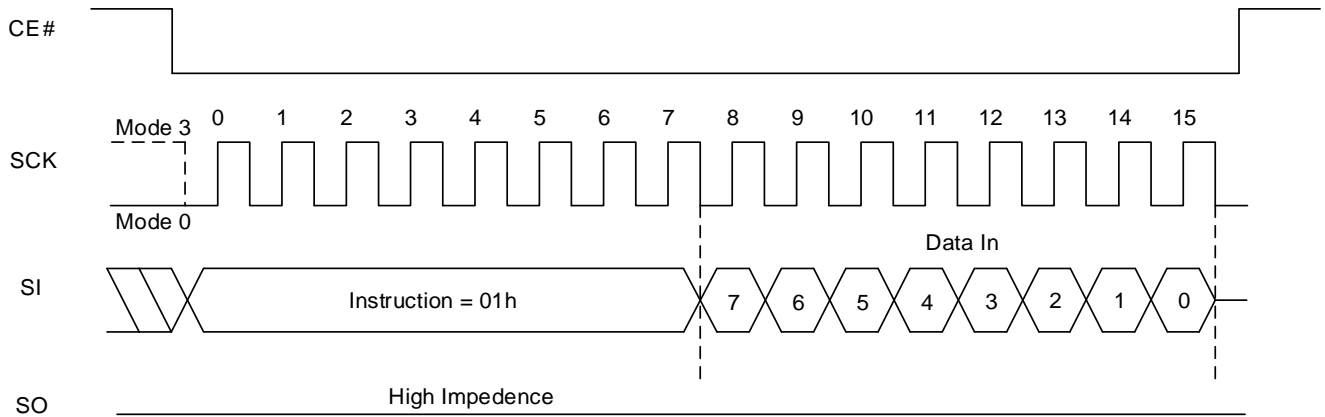 CE#
0 1 2 3 4 5 6 7 8 9 10 11 12 13 14 15
Mode 3
SCK
Mode 0
Data In
SI
Instruction = 01h
7 6 5 4 3 2 1 0
High Impedence
SO